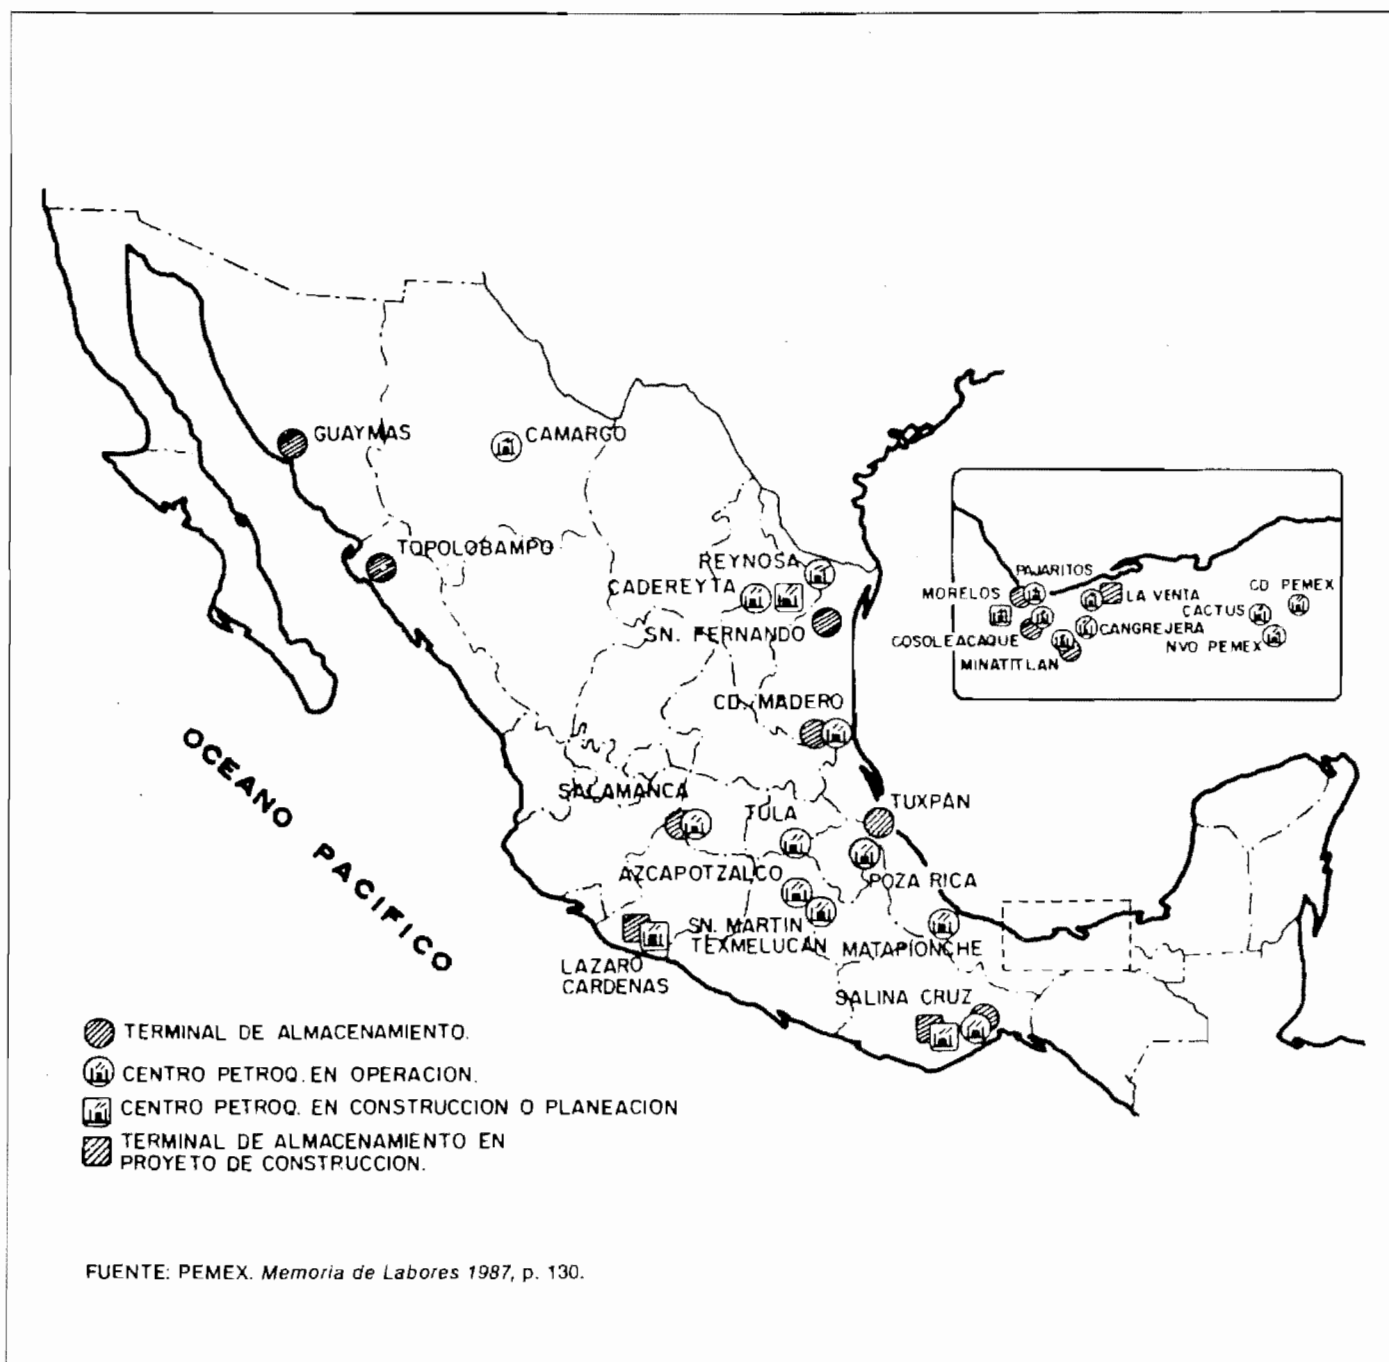 GUAYMAS
CAMARGO
TOPOLOBAMPO
REYNOSA
CADEREYTA
SN. FERNANDO
CD. MADERO
SALAMANCA
TULA
TUXPAN
AZCAPOTZALCO
POZA RICA
SN. MARTIN
TEXMELUCAN
MATAPIONCHE
LAZARO
CARDENAS
SALINA CRUZ
PAJARITOS
MORELOS
LA VENTA
CD PEMEX
CACTUS
COSOLEACAQUE
CANGREJERA
NVO PEMEX
MINATITLAN
OCEANO PACIFICO
TERMINAL DE ALMACENAMIENTO.
CENTRO PETROQ. EN OPERACION.
CENTRO PETROQ. EN CONSTRUCCION O PLANEACION
TERMINAL DE ALMACENAMIENTO EN
PROYETO DE CONSTRUCCION.
FUENTE: PEMEX. Memoria de Labores 1987, p. 130.